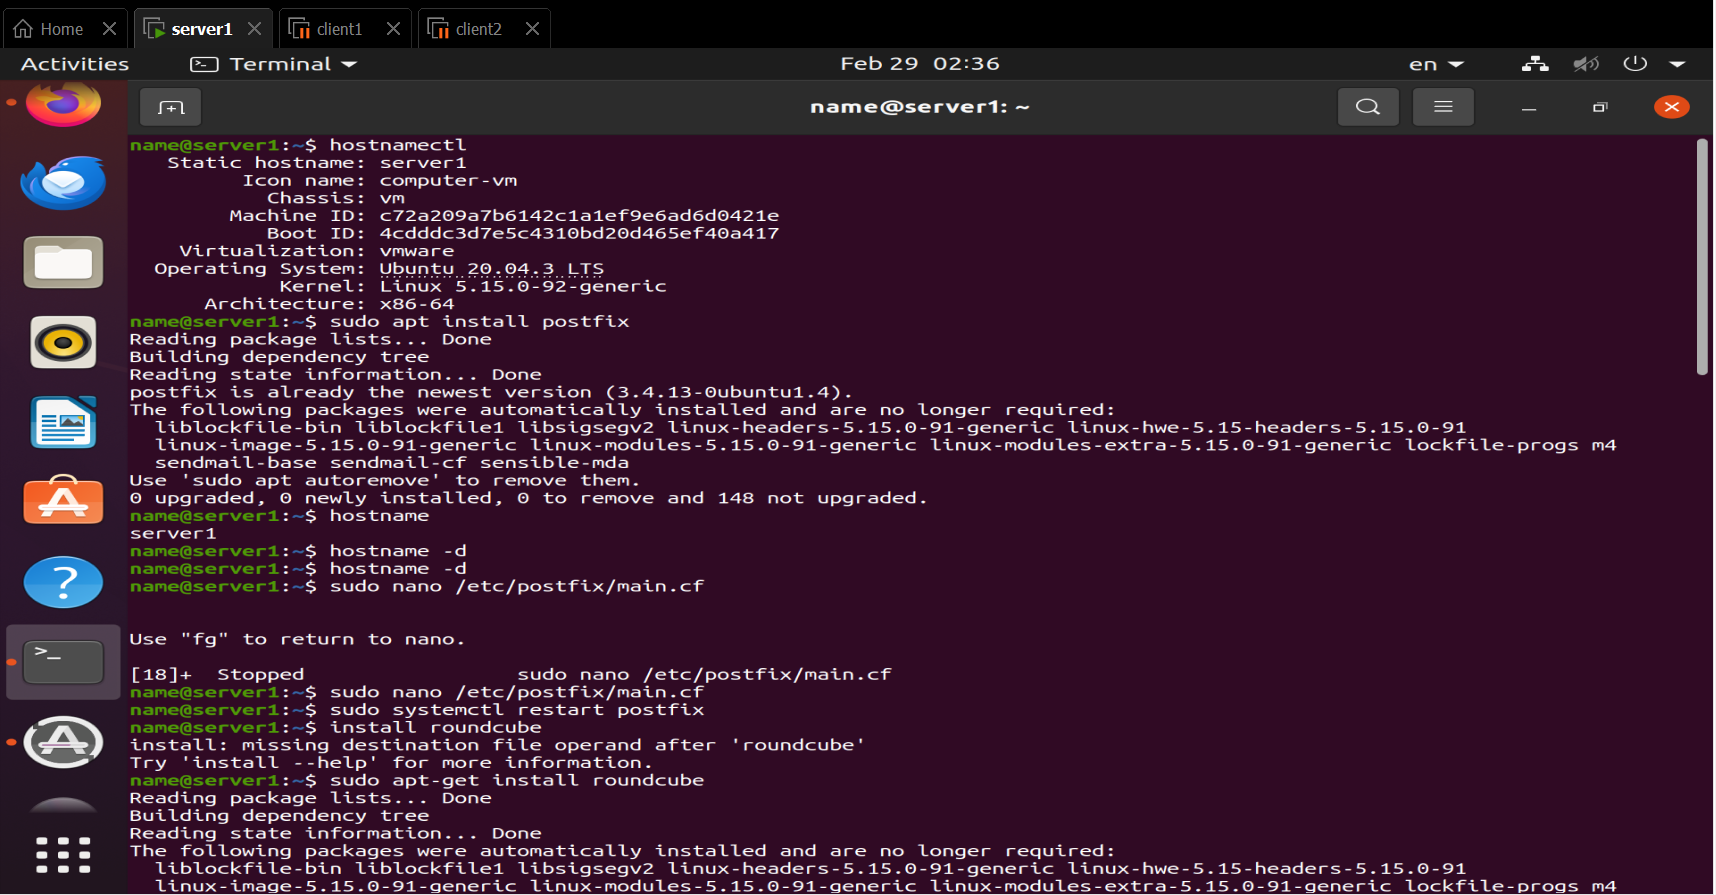 Home
server1
client1
client2
Activities
Terminal
Feb 29 02:36
en
name@server1: ~
name@server1:~$ hostnamectl
   Static hostname: server1
         Icon name: computer-vm
           Chassis: vm
        Machine ID: c72a209a7b6142c1a1ef9e6ad6d0421e
           Boot ID: 4cdddc3d7e5c4310bd20d465ef40a417
    Virtualization: vmware
  Operating System: Ubuntu 20.04.3 LTS
            Kernel: Linux 5.15.0-92-generic
      Architecture: x86-64
name@server1:~$ sudo apt install postfix
Reading package lists... Done
Building dependency tree
Reading state information... Done
postfix is already the newest version (3.4.13-0ubuntu1.4).
The following packages were automatically installed and are no longer required:
  liblockfile-bin liblockfile1 libsigsegv2 linux-headers-5.15.0-91-generic linux-hwe-5.15-headers-5.15.0-91
  linux-image-5.15.0-91-generic linux-modules-5.15.0-91-generic linux-modules-extra-5.15.0-91-generic lockfile-progs m4
  sendmail-base sendmail-cf sensible-mda
Use 'sudo apt autoremove' to remove them.
0 upgraded, 0 newly installed, 0 to remove and 148 not upgraded.
name@server1:~$ hostname
server1
name@server1:~$ hostname -d
name@server1:~$ hostname -d
name@server1:~$ sudo nano /etc/postfix/main.cf
Use "fg" to return to nano.
[18]+  Stopped                 sudo nano /etc/postfix/main.cf
name@server1:~$ sudo nano /etc/postfix/main.cf
name@server1:~$ sudo systemctl restart postfix
name@server1:~$ install roundcube
install: missing destination file operand after 'roundcube'
Try 'install --help' for more information.
name@server1:~$ sudo apt-get install roundcube
Reading package lists... Done
Building dependency tree
Reading state information... Done
The following packages were automatically installed and are no longer required:
  liblockfile-bin liblockfile1 libsigsegv2 linux-headers-5.15.0-91-generic linux-hwe-5.15-headers-5.15.0-91
  linux-image-5.15.0-91-generic linux-modules-5.15.0-91-generic linux-modules-extra-5.15.0-91-generic lockfile-progs m4